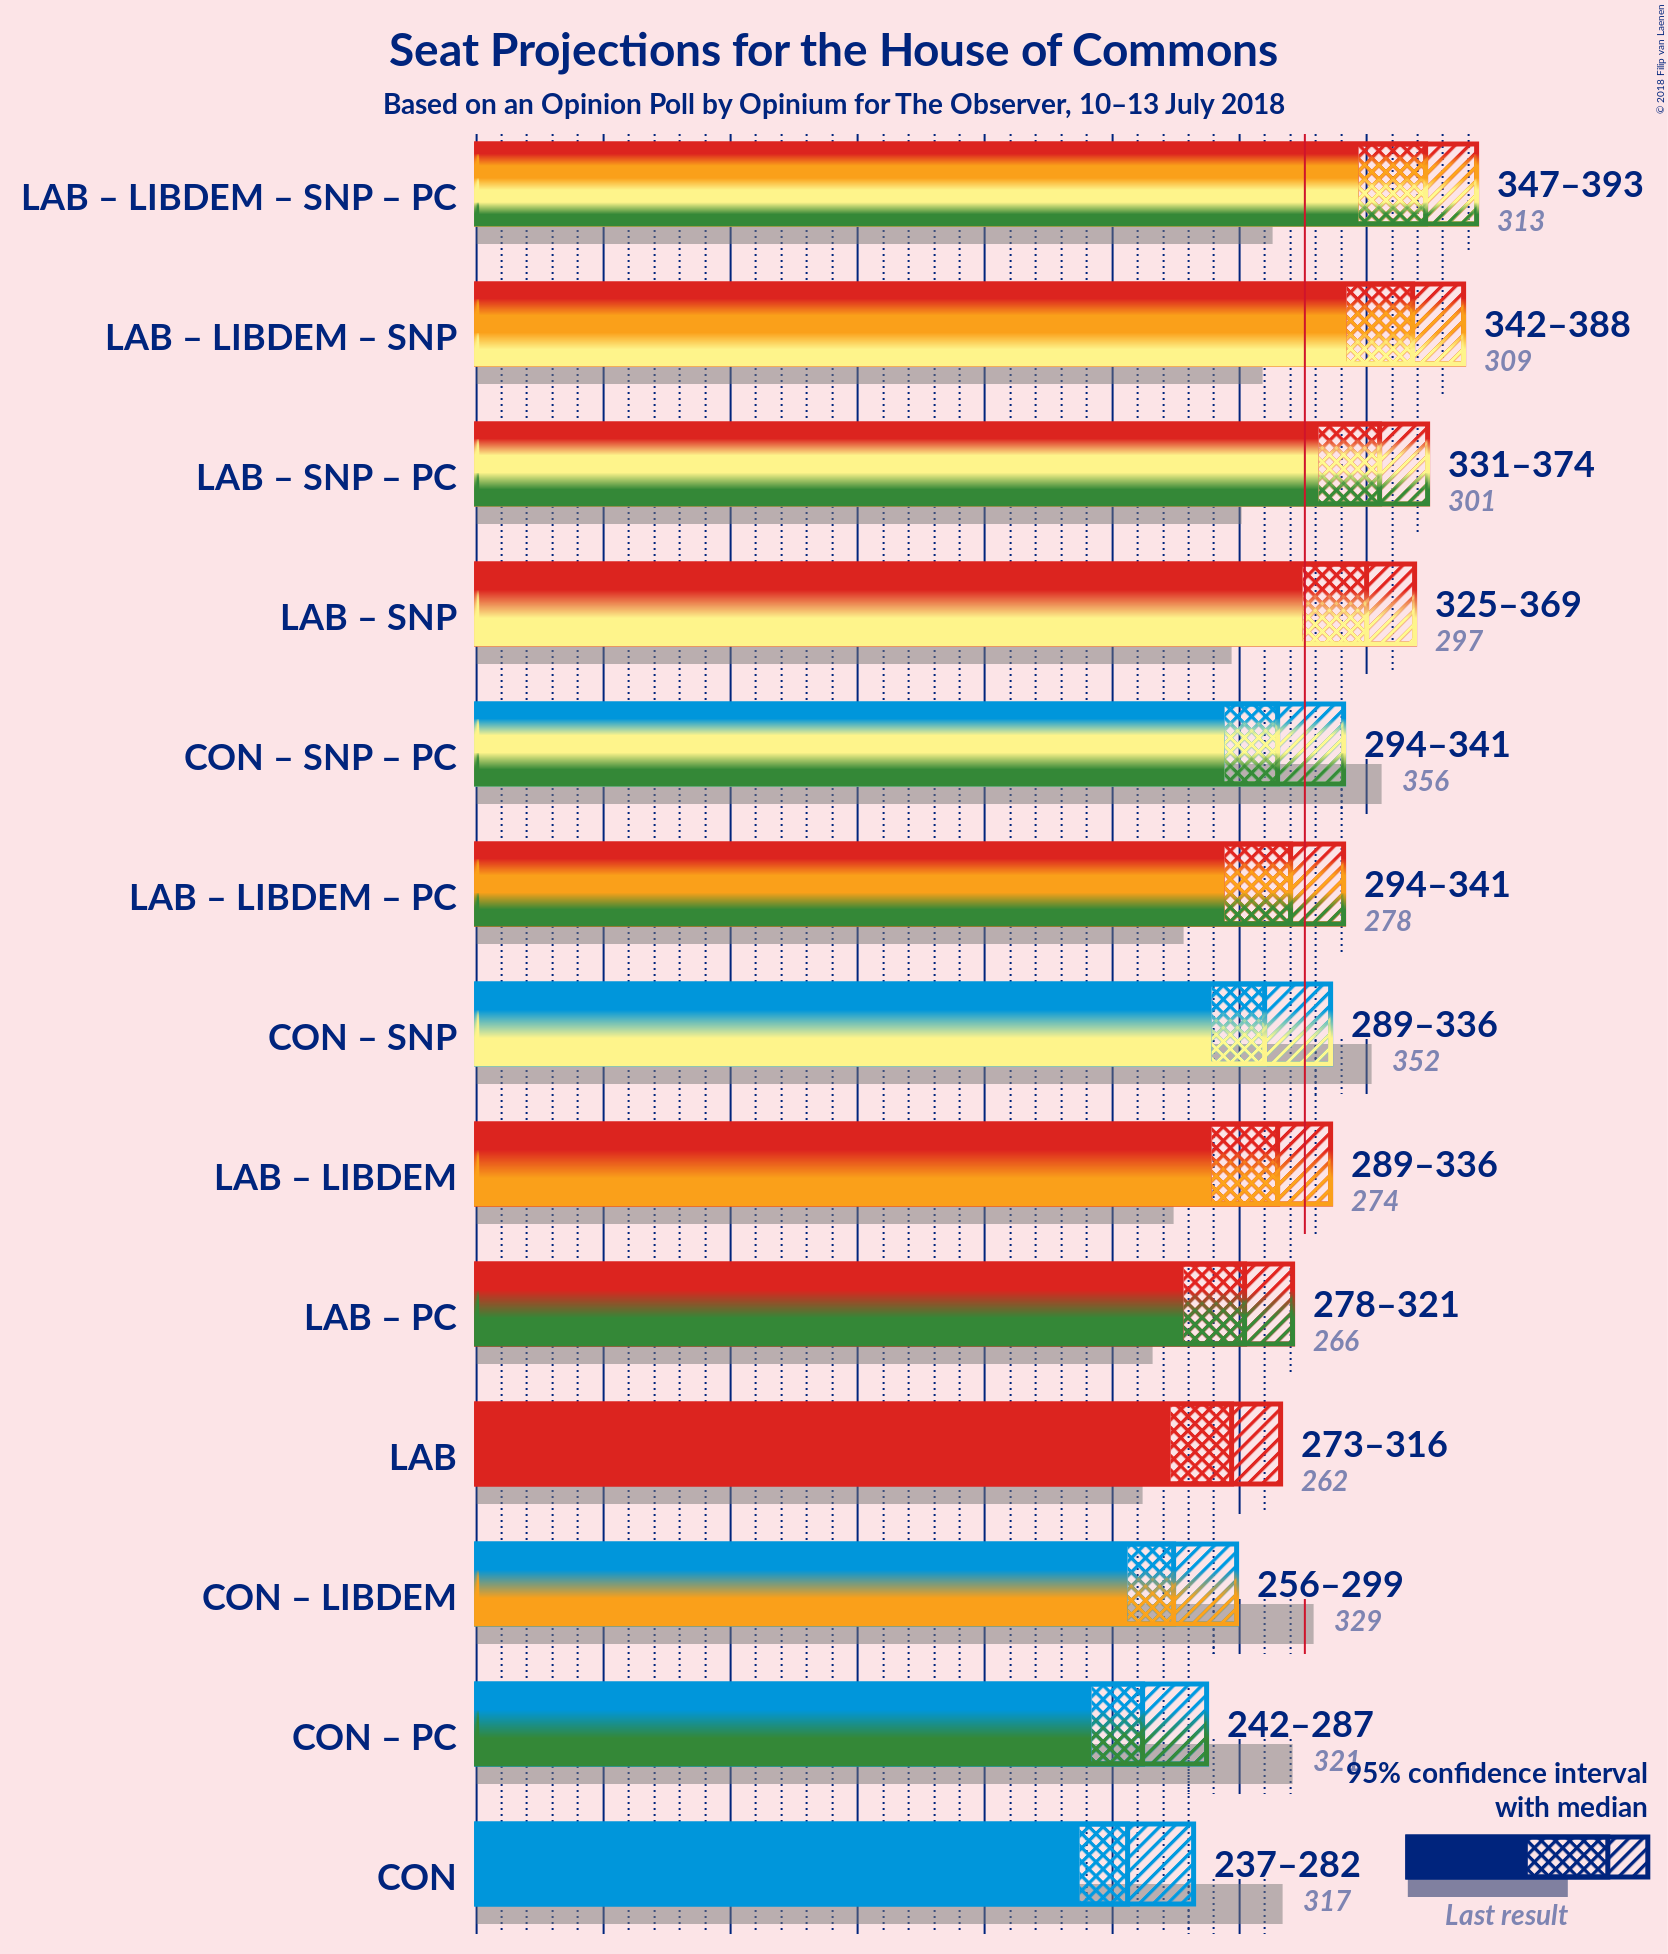 Seat Projections for the House of Commons
Based on an Opinion Poll by Opinium for The Observer, 10–13 July 2018
© 2018 Filip van Laenen
LAB – LIBDEM – SNP – PC
347–393
313
LAB – LIBDEM – SNP
342–388
309
LAB – SNP – PC
331–374
301
LAB – SNP
325–369
297
CON – SNP – PC
294–341
356
LAB – LIBDEM – PC
294–341
278
CON – SNP
289–336
352
LAB – LIBDEM
289–336
274
LAB – PC
278–321
266
LAB
273–316
262
CON – LIBDEM
256–299
329
CON – PC
242–287
321
CON
237–282
317
95% confidence interval
with median
Last result